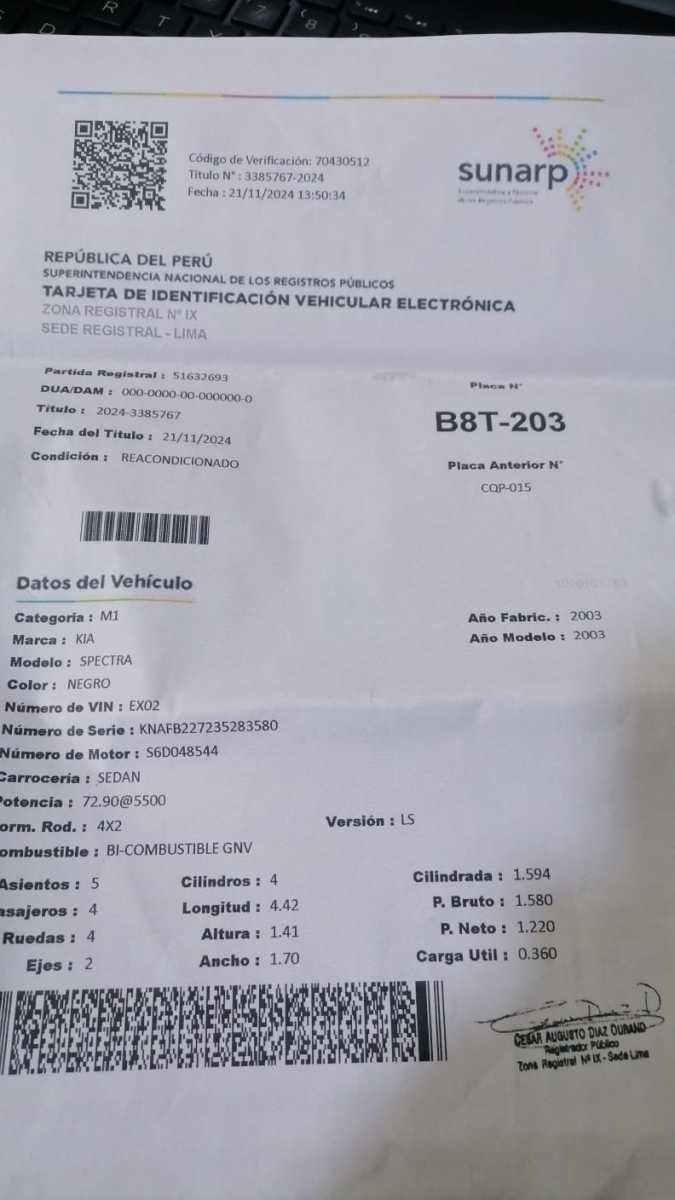 Código de Verificación: 70430512
Título N° : 3385767-2024
Fecha : 21/11/2024 13:50:34
sunarp
REPÚBLICA DEL PERÚ
SUPERINTENDENCIA NACIONAL DE LOS REGISTROS PÚBLICOS
TARJETA DE IDENTIFICACIÓN VEHICULAR ELECTRÓNICA
ZONA REGISTRAL N° IX
SEDE REGISTRAL - LIMA
Partida Registral : 51632693
DUA/DAM : 000-0000-00-000000-0
Título : 2024-3385767
Fecha del Título : 21/11/2024
Condición : REACONDICIONADO
Placa N°
B8T-203
Placa Anterior N°
CQP-015
Datos del Vehículo
Categoria : M1
Marca : KIA
Modelo : SPECTRA
Color : NEGRO
Número de VIN : EX02
Número de Serie : KNAFB227235283580
Número de Motor : S6D048544
Carrocería : SEDAN
Potencia : 72.90@5500
orm. Rod. : 4X2
ombustible : BI-COMBUSTIBLE GNV
Año Fabric. : 2003
Año Modelo : 2003
Versión : LS
Asientos : 5
asajeros : 4
Ruedas : 4
Ejes : 2
Cilindros : 4
Longitud : 4.42
Altura : 1.41
Ancho : 1.70
Cilindrada : 1.594
P. Bruto : 1.580
P. Neto : 1.220
Carga Util : 0.360
CESAR AUGUSTO DIAZ DURAND
Registrador Público
Zona Registral N° IX - Sede Lima